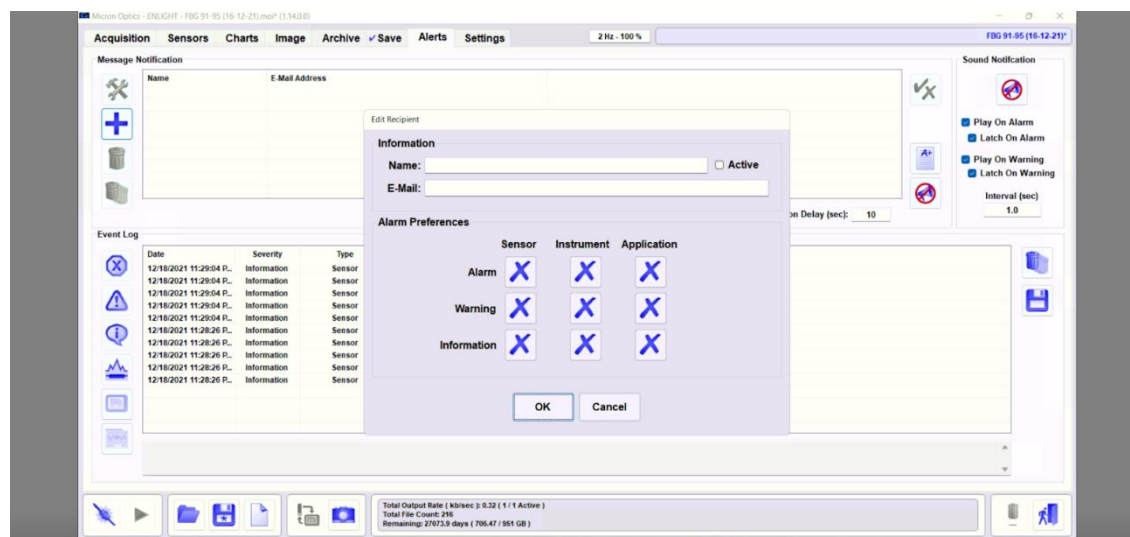 Micron Optics - ENLIGHT - FBG 91-95 (16-12-21).moi* (1.14.0.0)
Acquisition Sensors Charts Image Archive Save Alerts Settings 2 Hz - 100 % FBG 91-95 (16-12-21)*
Message Notification
Name E-Mail Address
Sound Notifcation
Play On Alarm
Latch On Alarm
Play On Warning
Latch On Warning
Interval (sec)
1.0
Edit Recipient
Information
Name: Active
E-Mail:
on Delay (sec): 10
Alarm Preferences
Sensor Instrument Application
Alarm
Warning
Information
OK Cancel
Event Log
Date Severity Type
12/18/2021 11:29:04 P... Information Sensor
12/18/2021 11:29:04 P... Information Sensor
12/18/2021 11:29:04 P... Information Sensor
12/18/2021 11:29:04 P... Information Sensor
12/18/2021 11:29:04 P... Information Sensor
12/18/2021 11:28:26 P... Information Sensor
12/18/2021 11:28:26 P... Information Sensor
12/18/2021 11:28:26 P... Information Sensor
12/18/2021 11:28:26 P... Information Sensor
12/18/2021 11:28:26 P... Information Sensor
Total Output Rate ( kb/sec ): 0.32 ( 1 / 1 Active )
Total File Count: 216
Remaining: 27073.9 days ( 706.47 / 951 GB )